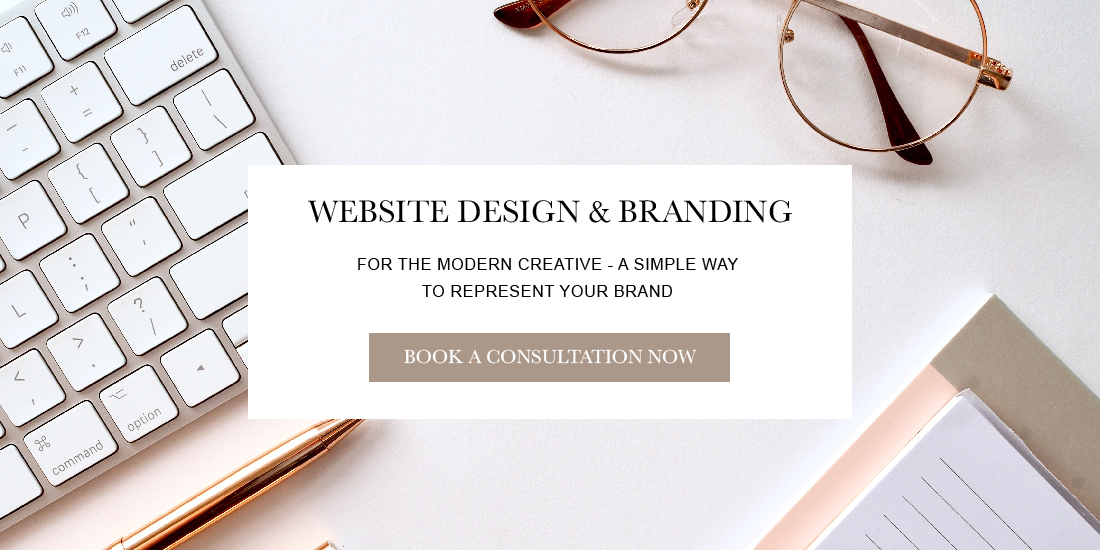 F11
F12
delete
+
=
—
-
}
]
|
\
{
[
P
"
,
:
;
L
?
/
>
.
<
,
option
command
WEBSITE DESIGN & BRANDING
FOR THE MODERN CREATIVE - A SIMPLE WAY
TO REPRESENT YOUR BRAND
BOOK A CONSULTATION NOW